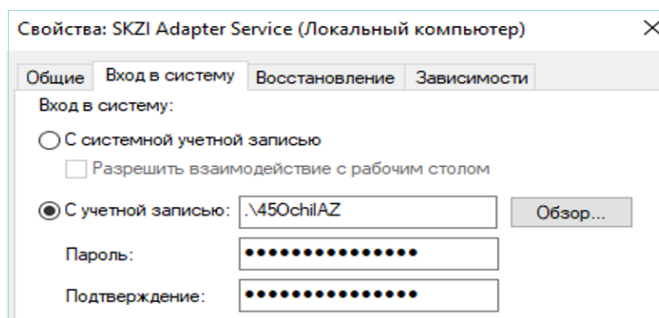 Свойства: SKZI Adapter Service (Локальный компьютер)
Общие Вход в систему Восстановление Зависимости
Вход в систему:
С системной учетной записью
Разрешить взаимодействие с рабочим столом
С учетной записью: .\45OchilAZ Обзор...
Пароль: ●●●●●●●●●●●●●●●
Подтверждение: ●●●●●●●●●●●●●●●